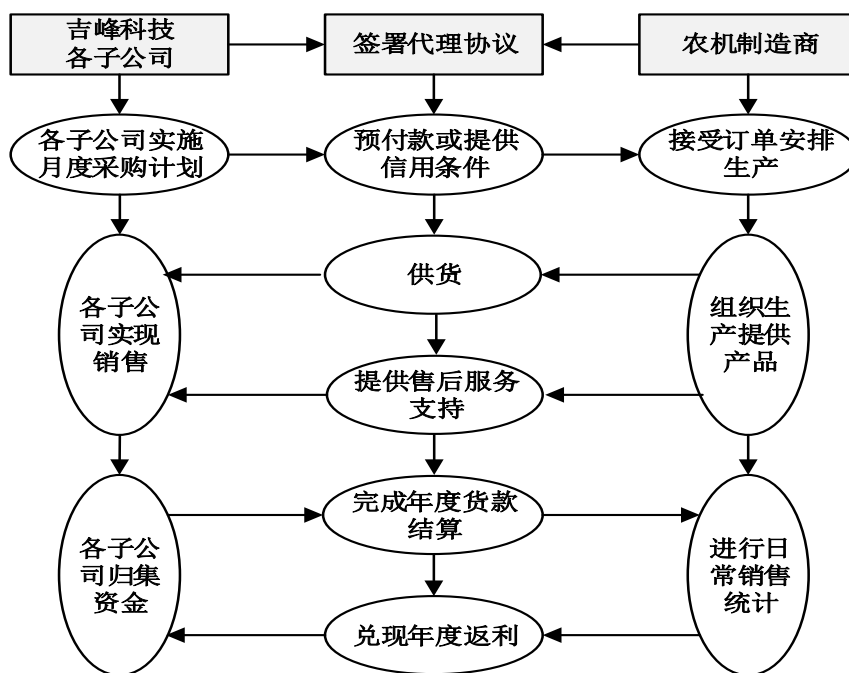 吉峰科技
各子公司
签署代理协议
农机制造商
各子公司实施
月度采购计划
预付款或提供
信用条件
接受订单安排
生产
供货
各子公
司实现
销售
组织生
产提供
产品
提供售后服务
支持
完成年度货款
结算
各子公
司归集
资金
进行日
常销售
统计
兑现年度返利